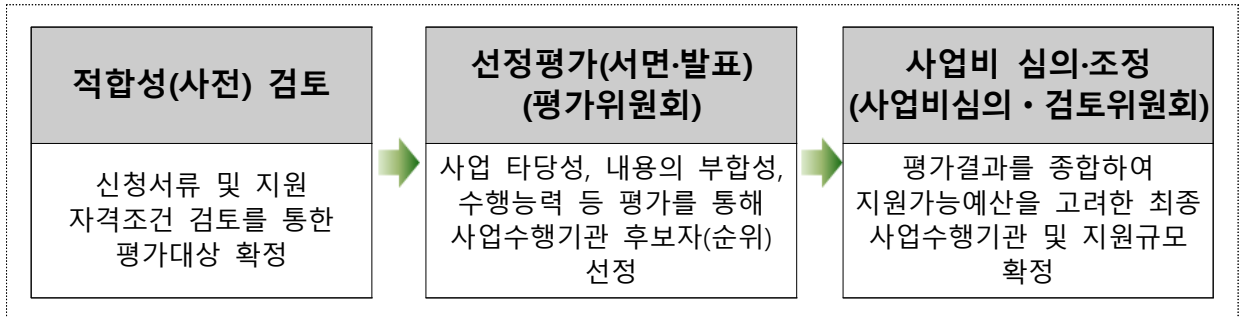 적합성(사전) 검토
신청서류 및 지원
자격조건 검토를 통한
평가대상 확정
선정평가(서면·발표)
(평가위원회)
사업 타당성, 내용의 부합성,
수행능력 등 평가를 통해
사업수행기관 후보자(순위)
선정
사업비 심의·조정
(사업비심의・검토위원회)
평가결과를 종합하여
지원가능예산을 고려한 최종
사업수행기관 및 지원규모
확정